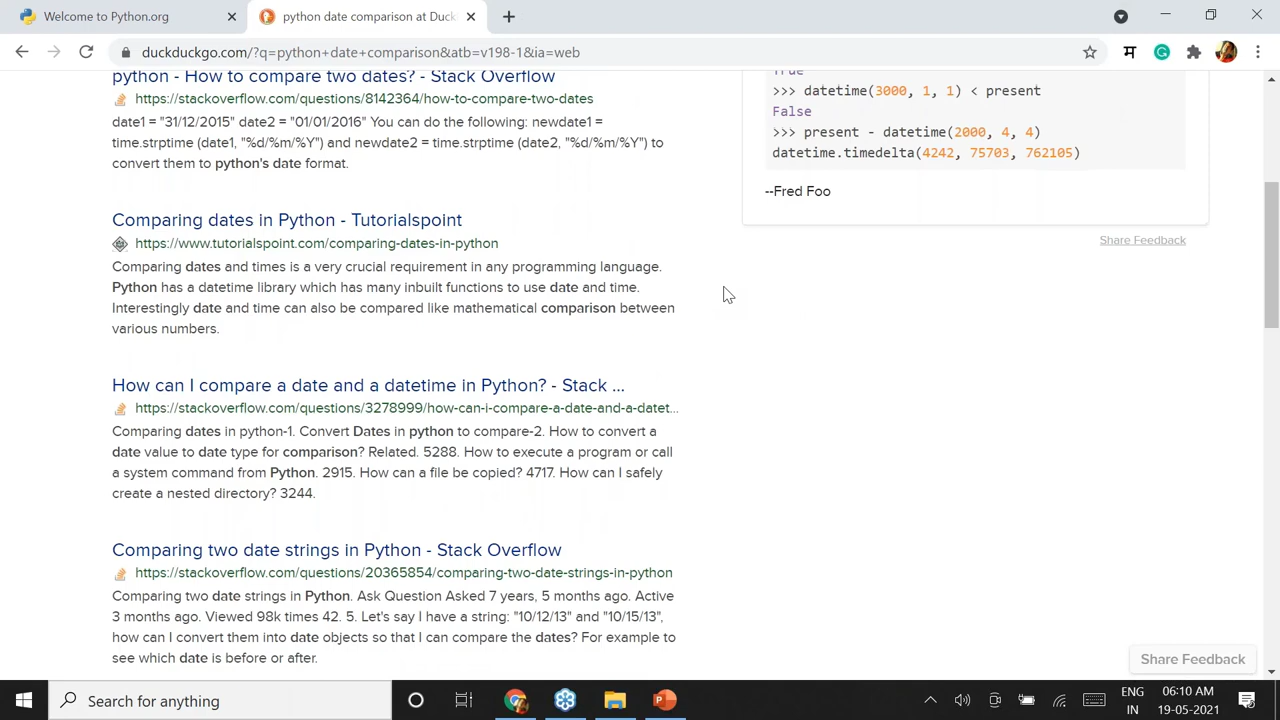 Welcome to Python.org
python date comparison at Duck
duckduckgo.com/?q=python+date+comparison&atb=v198-1&ia=web
python - How to compare two dates? - Stack Overflow
https://stackoverflow.com/questions/8142364/how-to-compare-two-dates
date1 = "31/12/2015" date2 = "01/01/2016" You can do the following: newdate1 =
time.strptime (date1, "%d/%m/%Y") and newdate2 = time.strptime (date2, "%d/%m/%Y") to
convert them to python's date format.
Comparing dates in Python - Tutorialspoint
https://www.tutorialspoint.com/comparing-dates-in-python
Comparing dates and times is a very crucial requirement in any programming language.
Python has a datetime library which has many inbuilt functions to use date and time.
Interestingly date and time can also be compared like mathematical comparison between
various numbers.
How can I compare a date and a datetime in Python? - Stack ...
https://stackoverflow.com/questions/3278999/how-can-i-compare-a-date-and-a-datet...
Comparing dates in python-1. Convert Dates in python to compare-2. How to convert a
date value to date type for comparison? Related. 5288. How to execute a program or call
a system command from Python. 2915. How can a file be copied? 4717. How can I safely
create a nested directory? 3244.
Comparing two date strings in Python - Stack Overflow
https://stackoverflow.com/questions/20365854/comparing-two-date-strings-in-python
Comparing two date strings in Python. Ask Question Asked 7 years, 5 months ago. Active
3 months ago. Viewed 98k times 42. 5. Let's say I have a string: "10/12/13" and "10/15/13",
how can I convert them into date objects so that I can compare the dates? For example to
see which date is before or after.
True
>>> datetime(3000, 1, 1) < present
False
>>> present - datetime(2000, 4, 4)
datetime.timedelta(4242, 75703, 762105)
--Fred Foo
Share Feedback
Share Feedback
Search for anything
ENG
IN
06:10 AM
19-05-2021